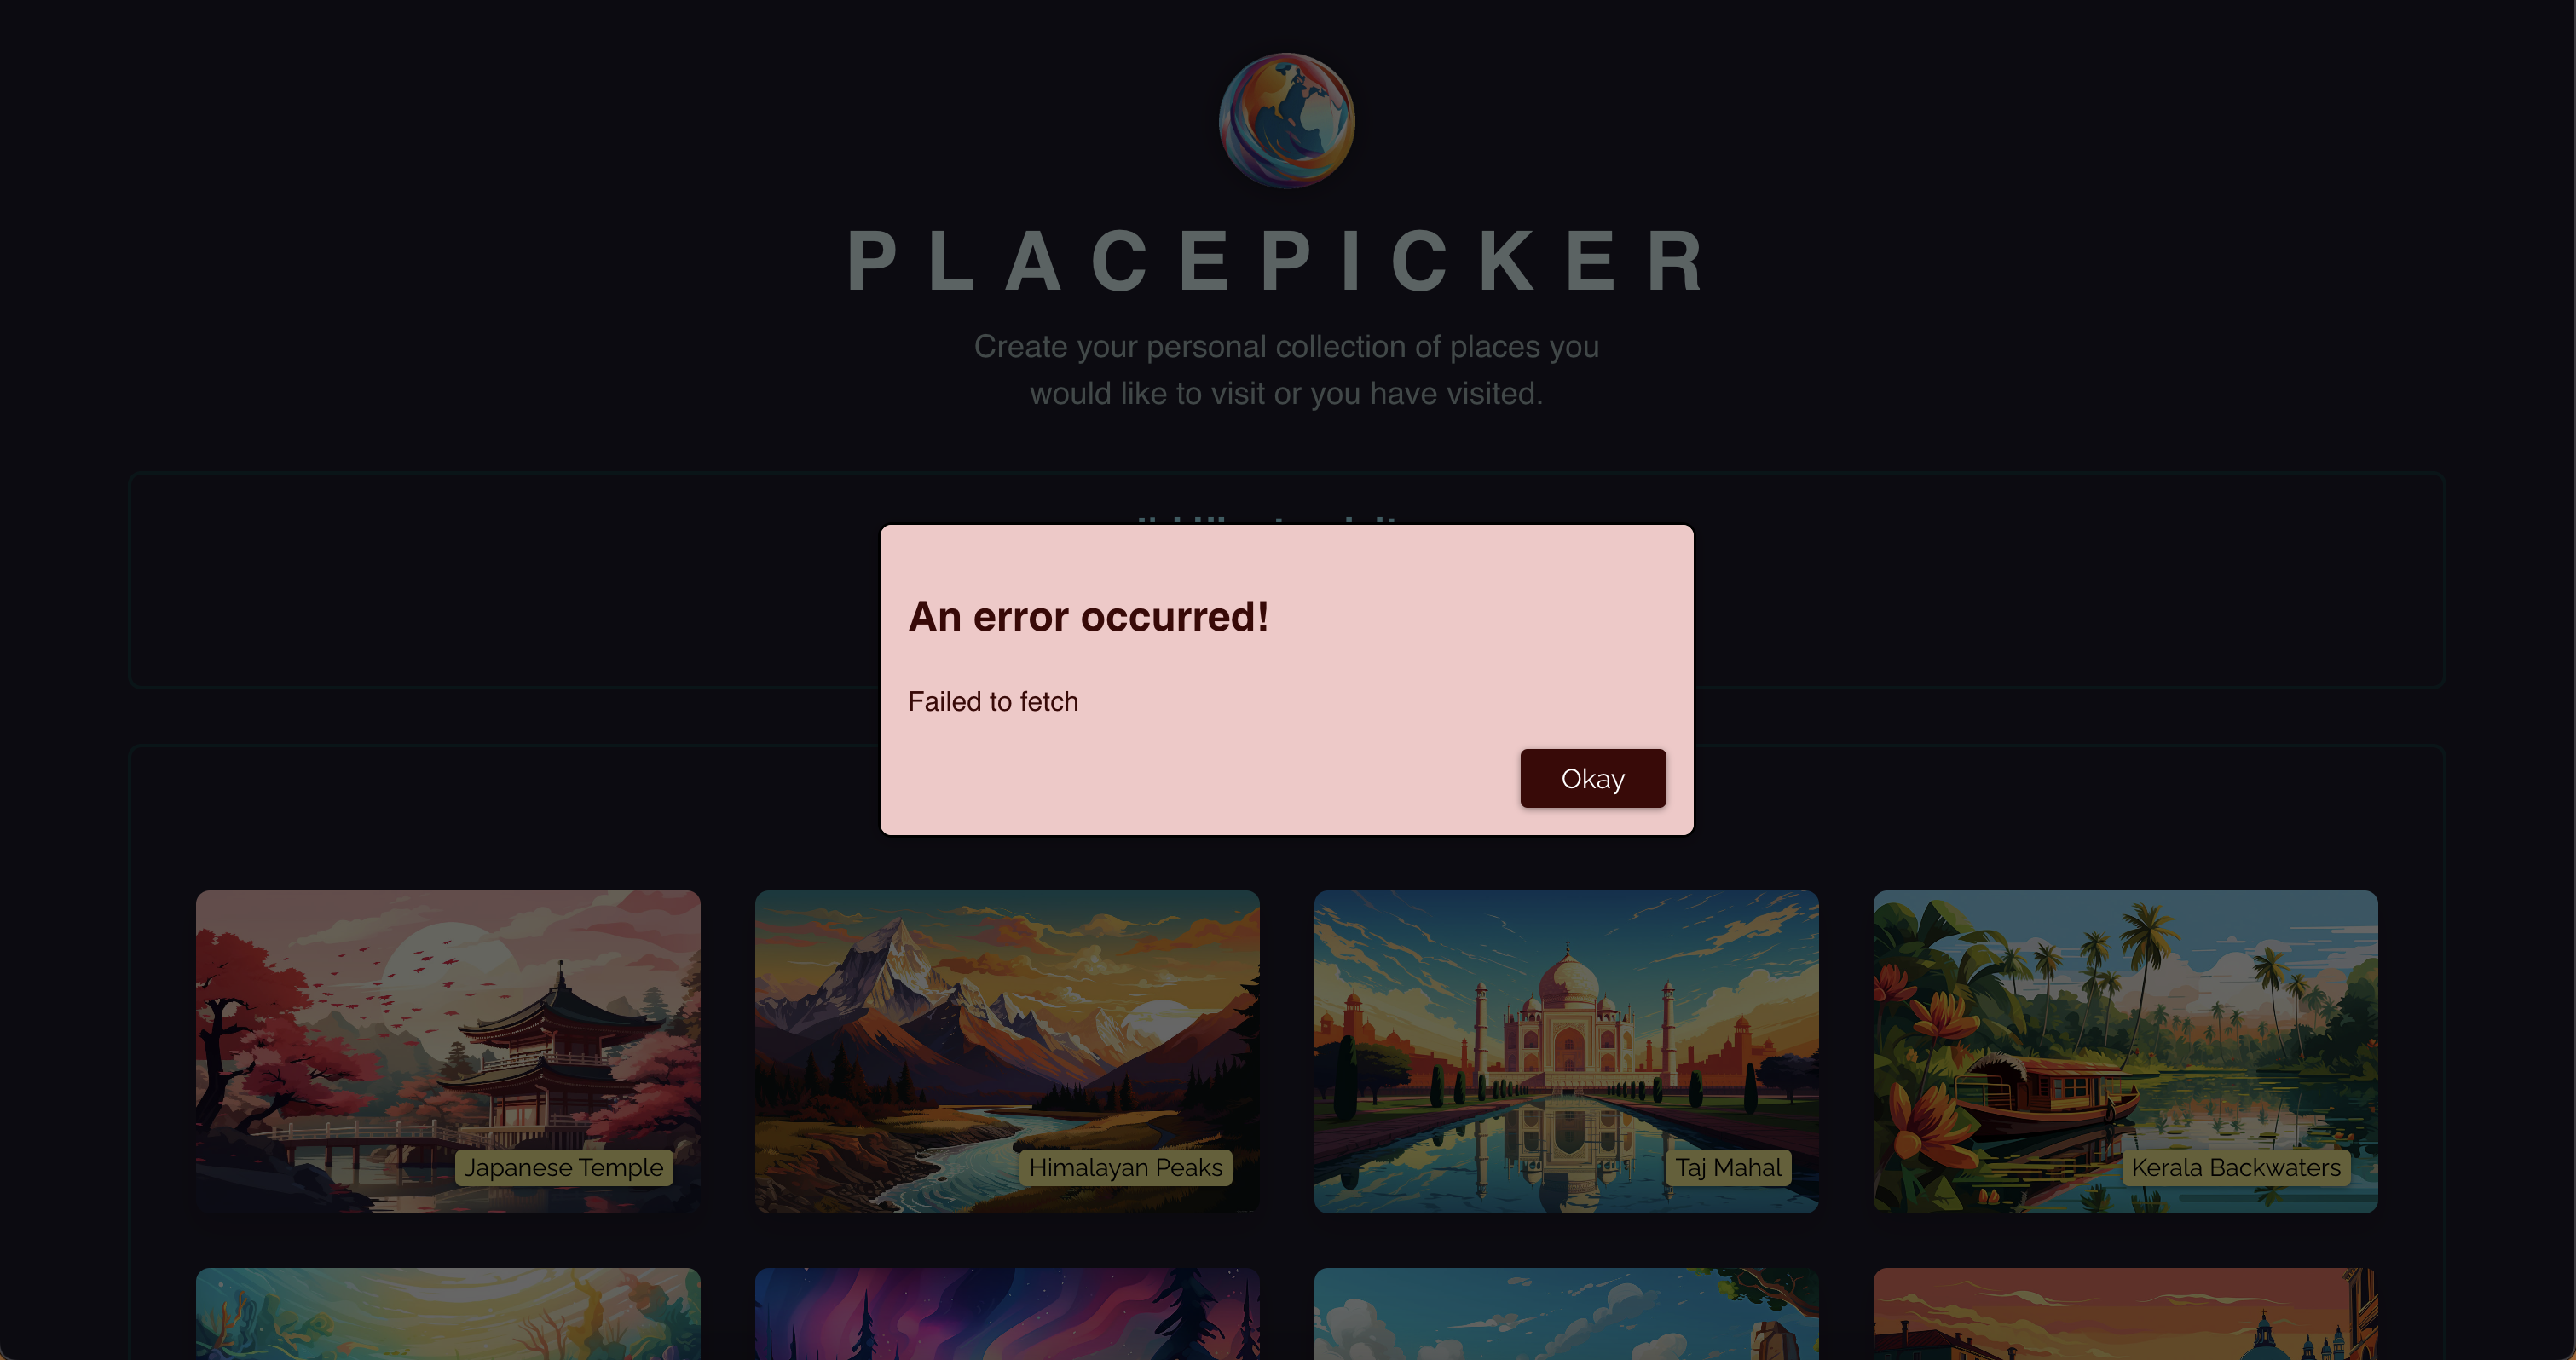 PLACEPICKER
Create your personal collection of places you
would like to visit or you have visited.
An error occurred!
Failed to fetch
Okay
Japanese Temple
Himalayan Peaks
Taj Mahal
Kerala Backwaters